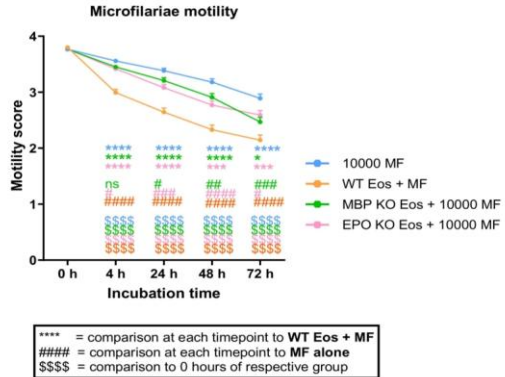 Microfilariae motility
4
3
2
1
0
Motility score
**** **** **** ****
**** **** **** *
**** **** *** ***
ns # ## ###
# ### #### #
#### #### #### ####
$$$$ $$$$ $$$$ $$$$
$$$$ $$$$ $$$$ $$$$
$$$$ $$$$ $$$$ $$$$
$$$$ $$$$ $$$$ $$$$
0 h 4 h 24 h 48 h 72 h
Incubation time
10000 MF
WT Eos + MF
MBP KO Eos + 10000 MF
EPO KO Eos + 10000 MF
**** = comparison at each timepoint to WT Eos + MF
#### = comparison at each timepoint to MF alone
$$$$ = comparison to 0 hours of respective group